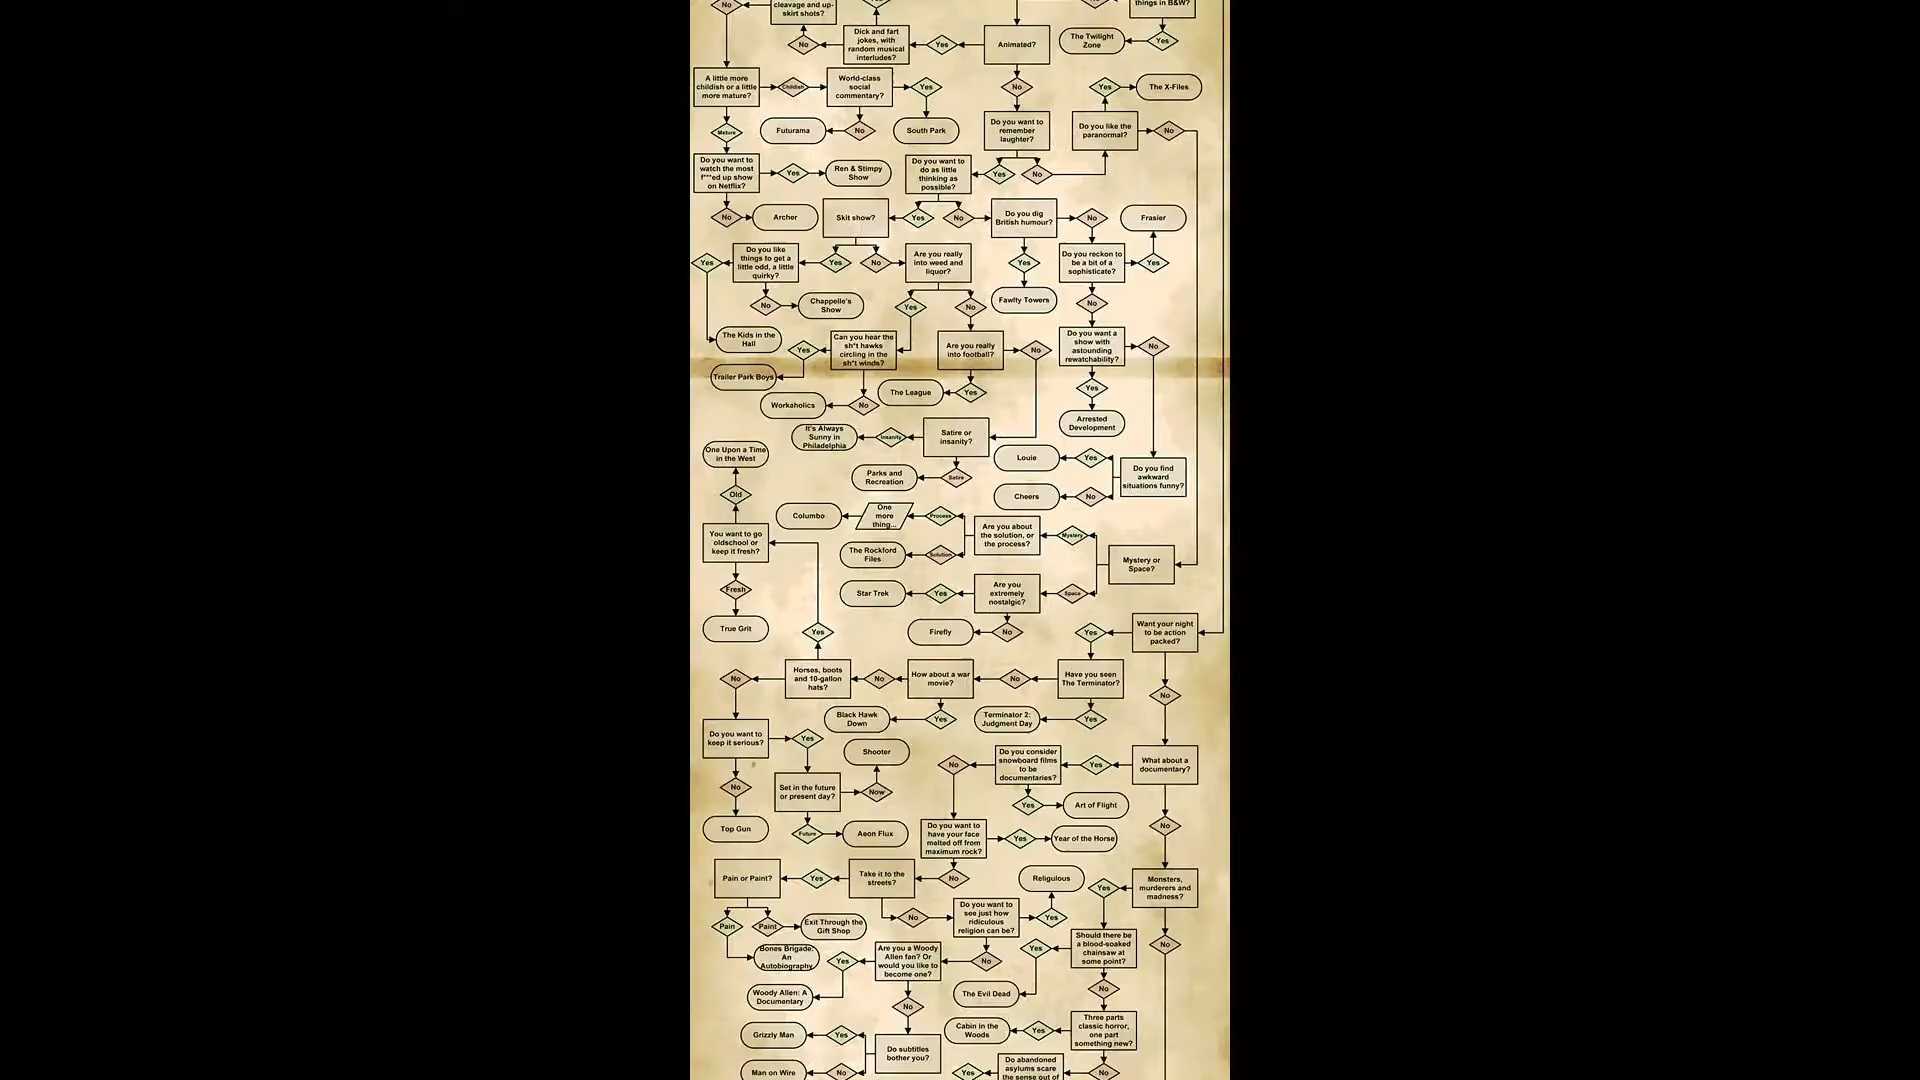 No
cleavage and up-
skirt shots?
things in B&W?
Dick and fart
jokes, with
random musical
interludes?
No
Yes
Animated?
The Twilight
Zone
Yes
A little more
childish or a little
more mature?
Childish
World-class
social
commentary?
Yes
No
Yes
The X-Files
Mature
Futurama
No
South Park
Do you want to
remember
laughter?
Do you like the
paranormal?
No
Do you want to
watch the most
f***ed up show
on Netflix?
Yes
Ren & Stimpy
Show
Do you want to
do as little
thinking as
possible?
Yes
No
No
Archer
Skit show?
Yes
No
Do you dig
British humour?
No
Frasier
Yes
Do you like
things to get a
little odd, a little
quirky?
Yes
No
Are you really
into weed and
liquor?
Yes
Do you reckon to
be a bit of a
sophisticate?
Yes
No
Chappelle's
Show
Yes
No
Fawlty Towers
No
The Kids in the
Hall
Yes
Can you hear the
sh*t hawks
circling in the
sh*t winds?
Are you really
into football?
No
Do you want a
show with
astounding
rewatchability?
No
Trailer Park Boys
Workaholics
No
The League
Yes
Yes
Arrested
Development
It's Always
Sunny in
Philadelphia
Insanity
Satire or
insanity?
One Upon a Time
in the West
Louie
Yes
Do you find
awkward
situations funny?
Parks and
Recreation
Satire
Old
Cheers
No
Columbo
One
more
thing...
Process
Are you about
the solution, or
the process?
Mystery
You want to go
oldschool or
keep it fresh?
The Rockford
Files
Solution
Mystery or
Space?
Fresh
Star Trek
Yes
Are you
extremely
nostalgic?
Space
True Grit
Yes
Firefly
No
Yes
Want your night
to be action
packed?
No
Horses, boots
and 10-gallon
hats?
No
How about a war
movie?
No
Have you seen
The Terminator?
No
Black Hawk
Down
Yes
Terminator 2:
Judgment Day
Yes
Do you want to
keep it serious?
Yes
Shooter
No
Do you consider
snowboard films
to be
documentaries?
Yes
What about a
documentary?
No
Set in the future
or present day?
Now
Yes
Art of Flight
Top Gun
Future
Aeon Flux
Do you want to
have your face
melted off from
maximum rock?
Yes
Year of the Horse
No
Pain or Paint?
Yes
Take it to the
streets?
No
Religulous
Yes
Monsters,
murderers and
madness?
Pain
Paint
Exit Through the
Gift Shop
No
Do you want to
see just how
ridiculous
religion can be?
Yes
Bones Brigade:
An
Autobiography
Yes
Are you a Woody
Allen fan? Or
would you like to
become one?
No
Yes
Should there be
a blood-soaked
chainsaw at
some point?
No
Woody Allen: A
Documentary
No
The Evil Dead
No
Grizzly Man
Yes
Do subtitles
bother you?
Cabin in the
Woods
Yes
Three parts
classic horror,
one part
something new?
Man on Wire
No
Yes
Do abandoned
asylums scare
the sense out of
No